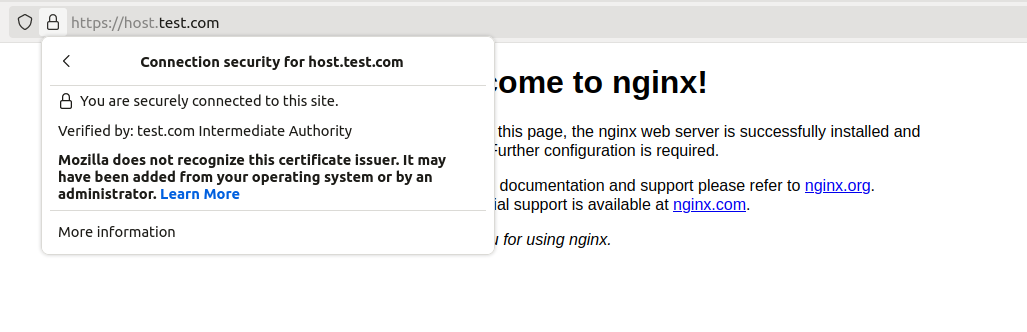 https://host.test.com
Connection security for host.test.com
come to nginx!
You are securely connected to this site.
Verified by: test.com Intermediate Authority
this page, the nginx web server is successfully installed and
Further configuration is required.
Mozilla does not recognize this certificate issuer. It may
have been added from your operating system or by an
administrator. Learn More
documentation and support please refer to nginx.org.
support is available at nginx.com.
More information
for using nginx.